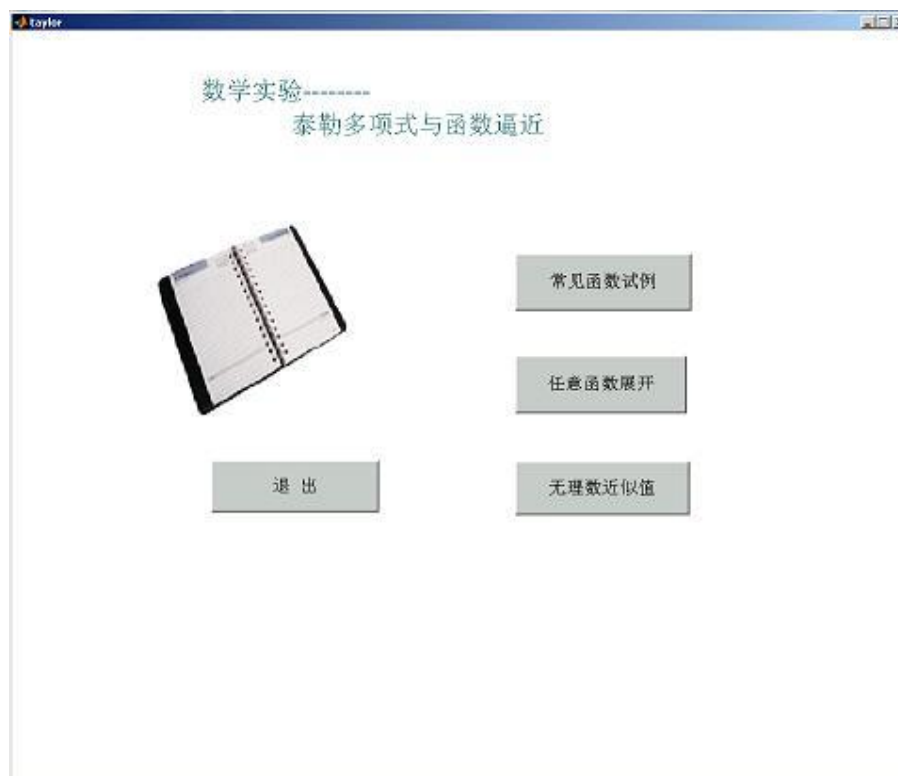 taylor
数学实验--------
泰勒多项式与函数逼近
常见函数试例
任意函数展开
退 出
无理数近似值